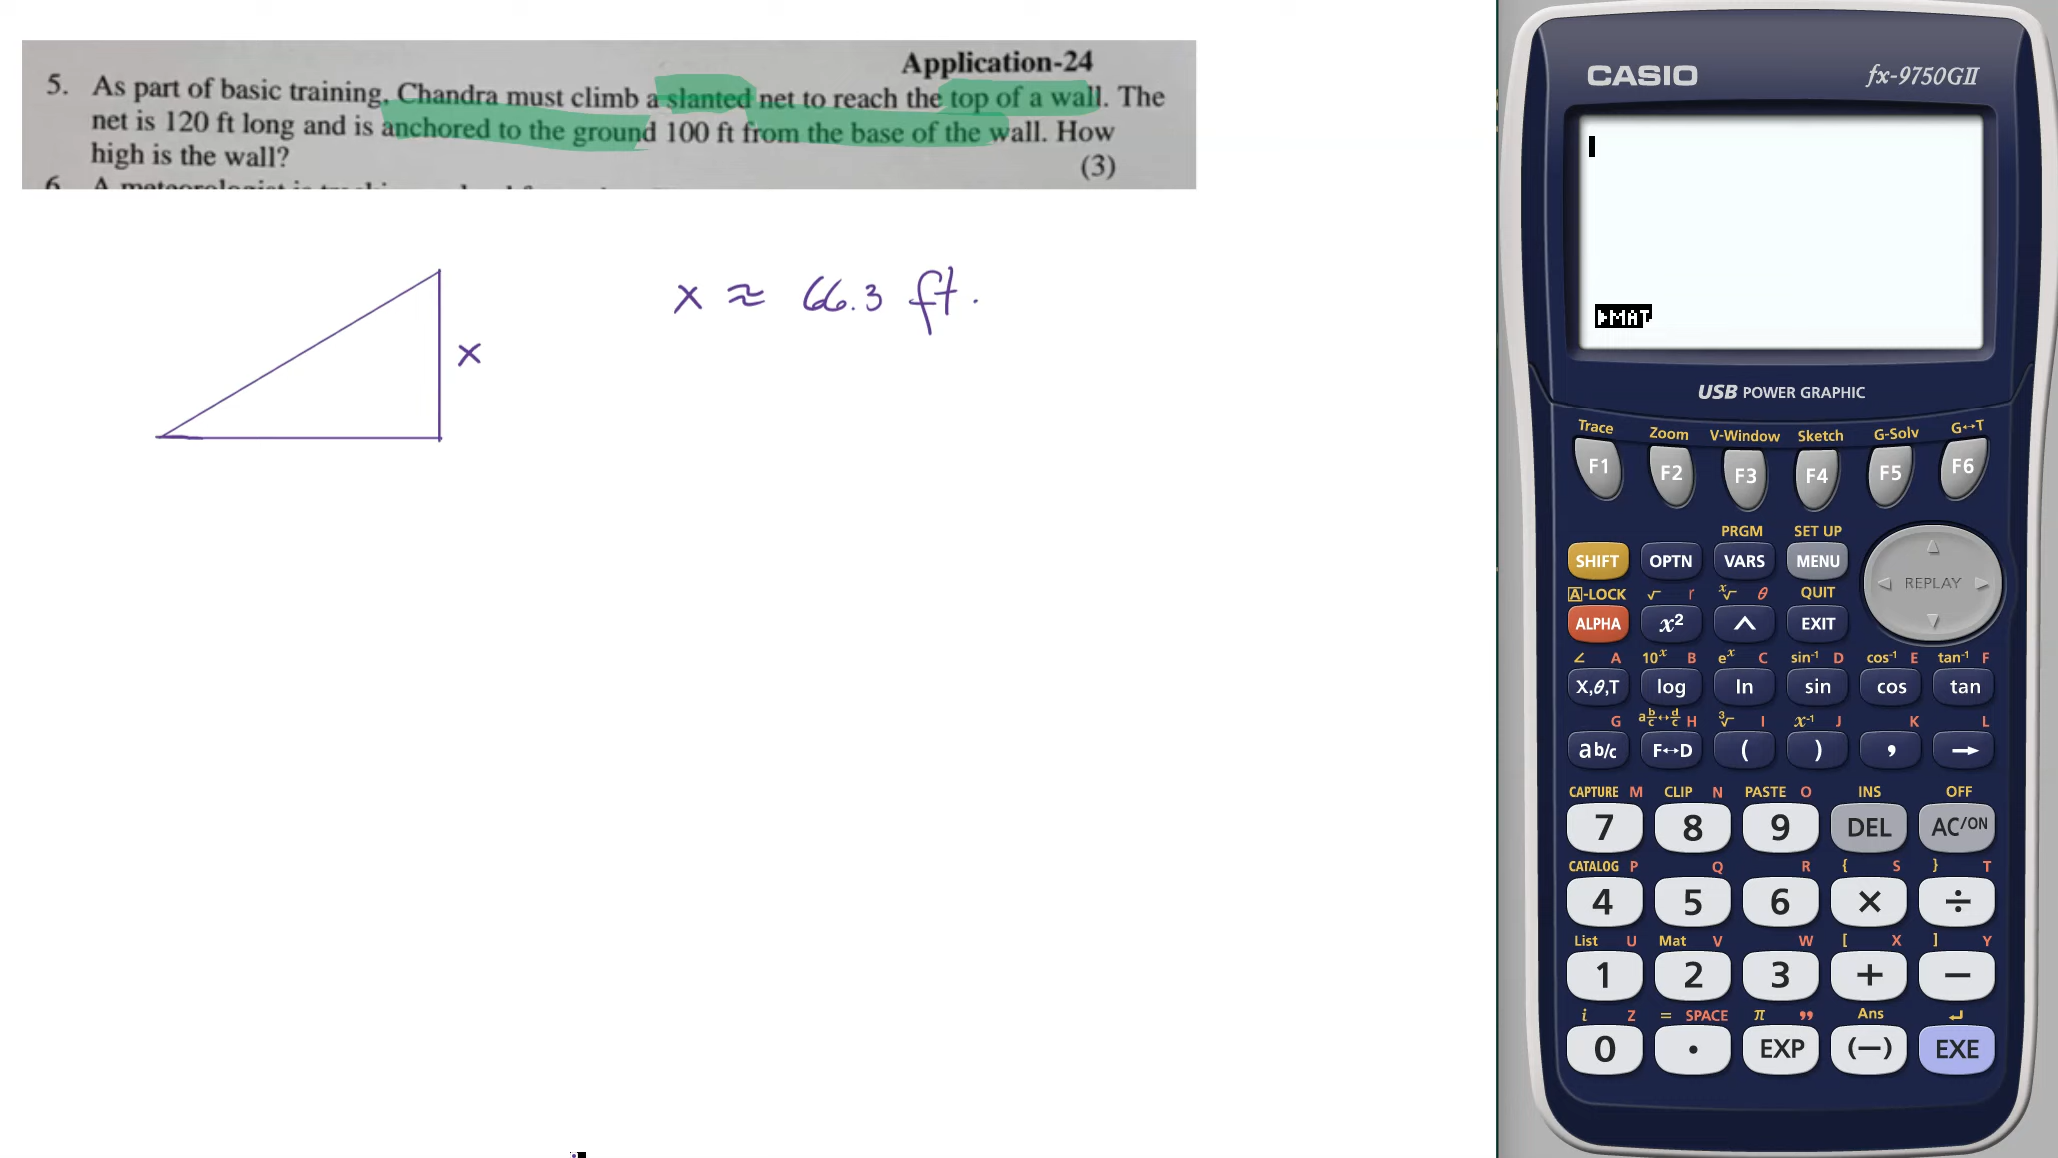 Application-24
5. As part of basic training, Chandra must climb a slanted net to reach the top of a wall. The
net is 120 ft long and is anchored to the ground 100 ft from the base of the wall. How
high is the wall?
(3)
x ≈ 66.3 ft.
x
CASIO
fx-9750GII
▶MAT
USB POWER GRAPHIC
Trace Zoom V-Window Sketch G-Solv G↔T
F1 F2 F3 F4 F5 F6
PRGM SET UP
SHIFT OPTN VARS MENU
REPLAY
A-LOCK √ r ˣ√ θ QUIT
ALPHA x² ^ EXIT
∠ A 10ˣ B eˣ C sin⁻¹ D cos⁻¹ E tan⁻¹ F
X,θ,T log ln sin cos tan
G a b/c↔d/c H ³√ I x⁻¹ J K L
a b/c F↔D ( ) , →
CAPTURE M CLIP N PASTE O INS OFF
7 8 9 DEL AC/ON
CATALOG P Q R { S } T
4 5 6 × ÷
List U Mat V W [ X ] Y
1 2 3 + −
i Z = SPACE π " Ans ↵
0 . EXP (−) EXE